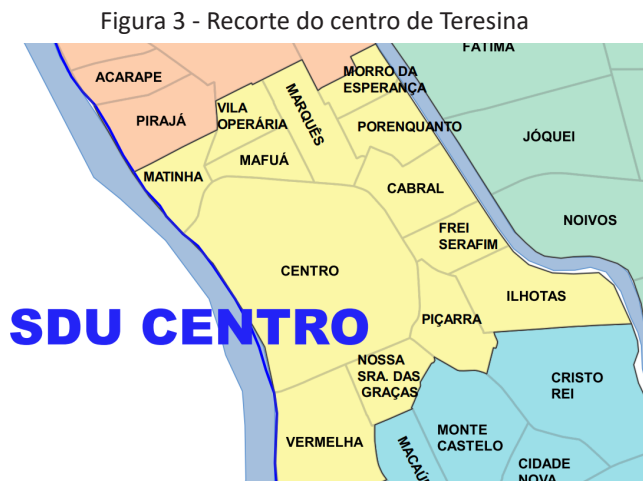 Figura 3 - Recorte do centro de Teresina
FÁTIMA
ACARAPE
MORRO DA
ESPERANÇA
MARQUÊS
VILA
OPERÁRIA
PIRAJÁ
PORENQUANTO
JÓQUEI
MAFUÁ
MATINHA
CABRAL
NOIVOS
FREI
SERAFIM
CENTRO
ILHOTAS
SDU CENTRO
PIÇARRA
NOSSA
SRA. DAS
GRAÇAS
CRISTO
REI
MONTE
CASTELO
VERMELHA
CIDADE
NOVA